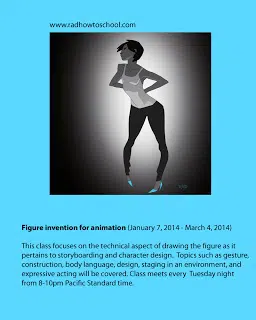 www.radhowtoschool.com
Figure invention for animation (January 7, 2014 - March 4, 2014)
This class focuses on the technical aspect of drawing the figure as it
pertains to storyboarding and character design. Topics such as gesture,
construction, body language, design, staging in an environment, and
expressive acting will be covered. Class meets every Tuesday night
from 8-10pm Pacific Standard time.